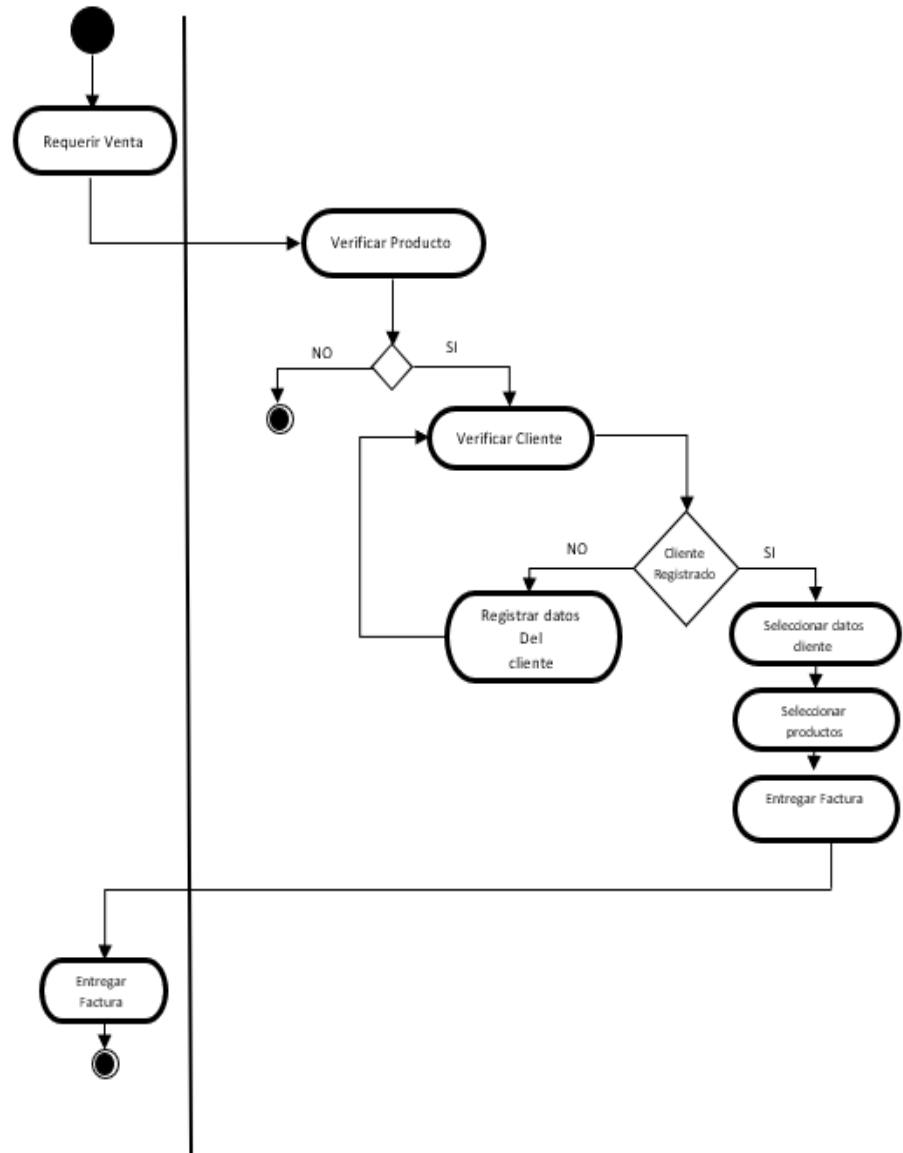 Requerir Venta
Verificar Producto
NO
SI
Verificar Cliente
Cliente
Registrado
NO
SI
Registrar datos
Del
cliente
Seleccionar datos
cliente
Seleccionar
productos
Entregar Factura
Entregar
Factura